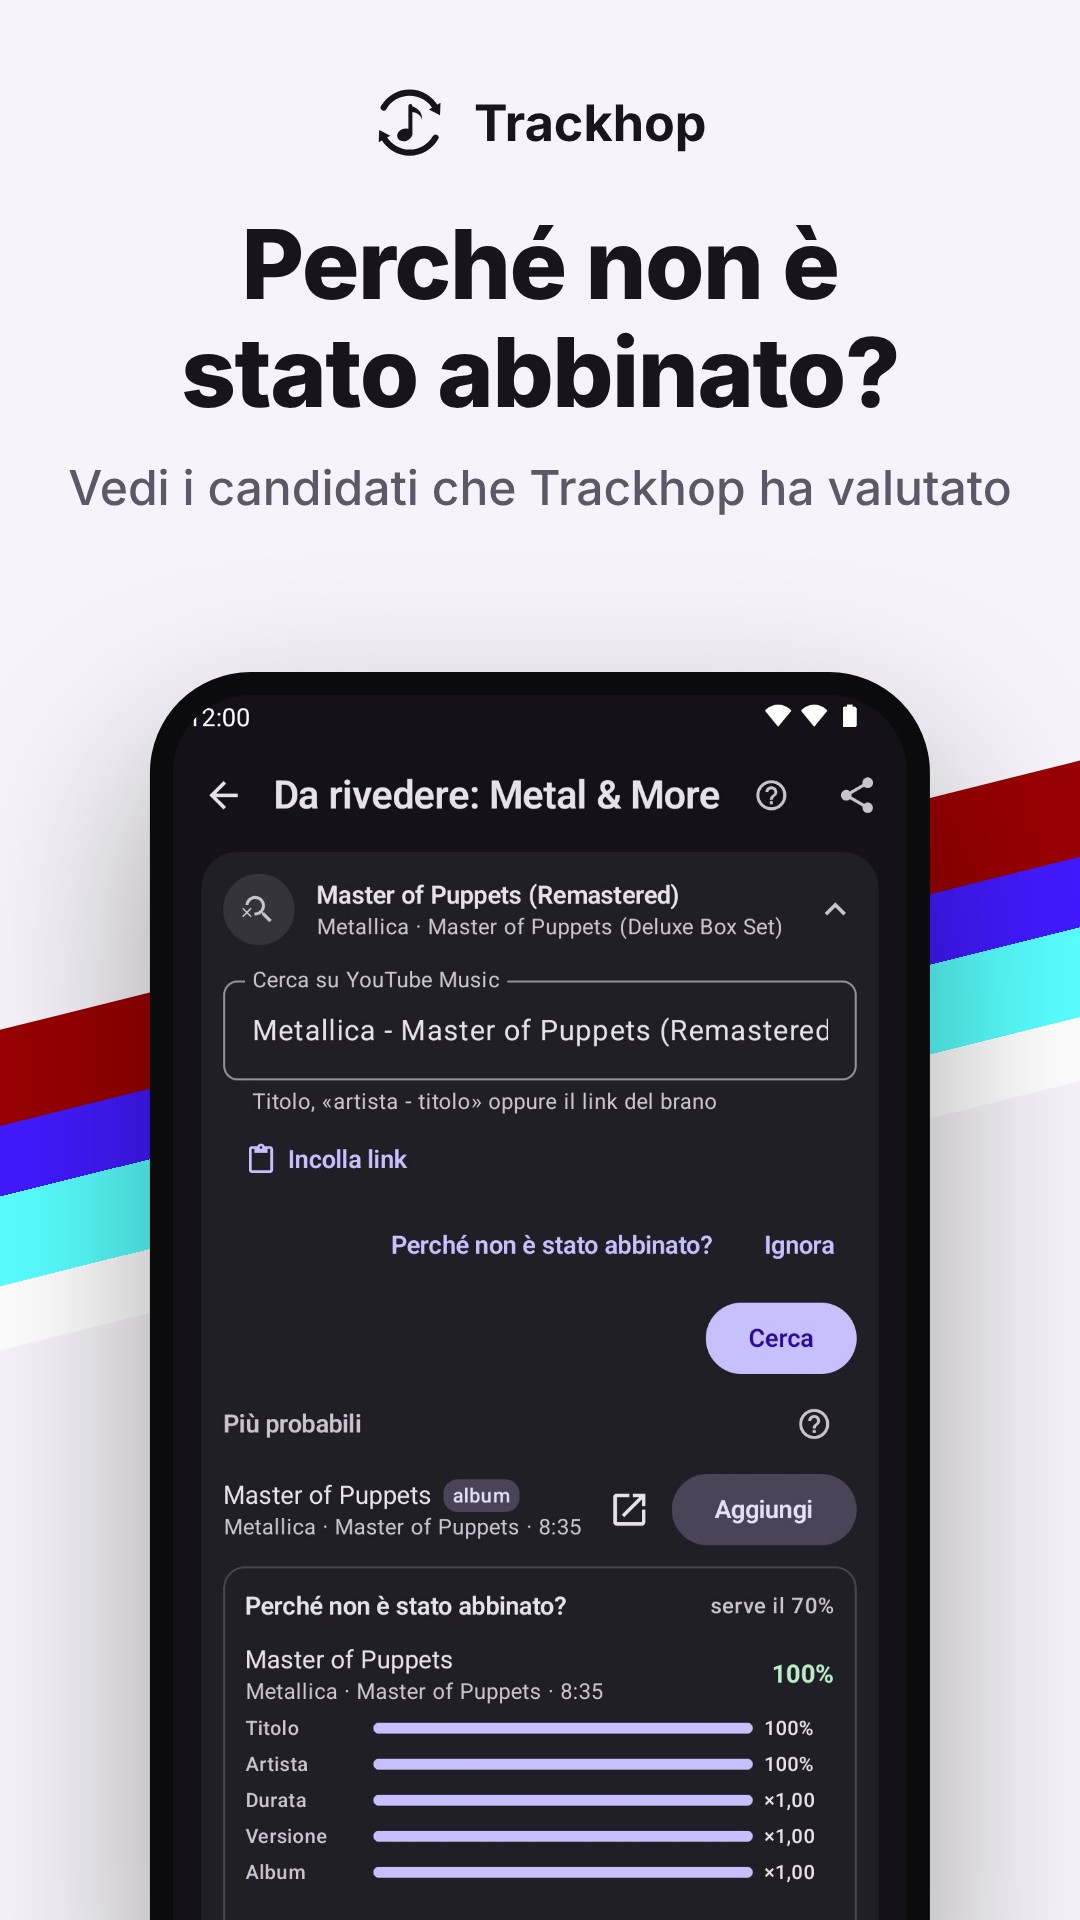 Trackhop
Perché non è
stato abbinato?
Vedi i candidati che Trackhop ha valutato
12:00
Da rivedere: Metal & More
Master of Puppets (Remastered)
Metallica · Master of Puppets (Deluxe Box Set)
Cerca su YouTube Music
Metallica - Master of Puppets (Remastered
Titolo, «artista - titolo» oppure il link del brano
Incolla link
Perché non è stato abbinato? Ignora
Cerca
Più probabili
Master of Puppets album
Metallica · Master of Puppets · 8:35
Aggiungi
Perché non è stato abbinato? serve il 70%
Master of Puppets
Metallica · Master of Puppets · 8:35
100%
Titolo 100%
Artista 100%
Durata ×1,00
Versione ×1,00
Album ×1,00